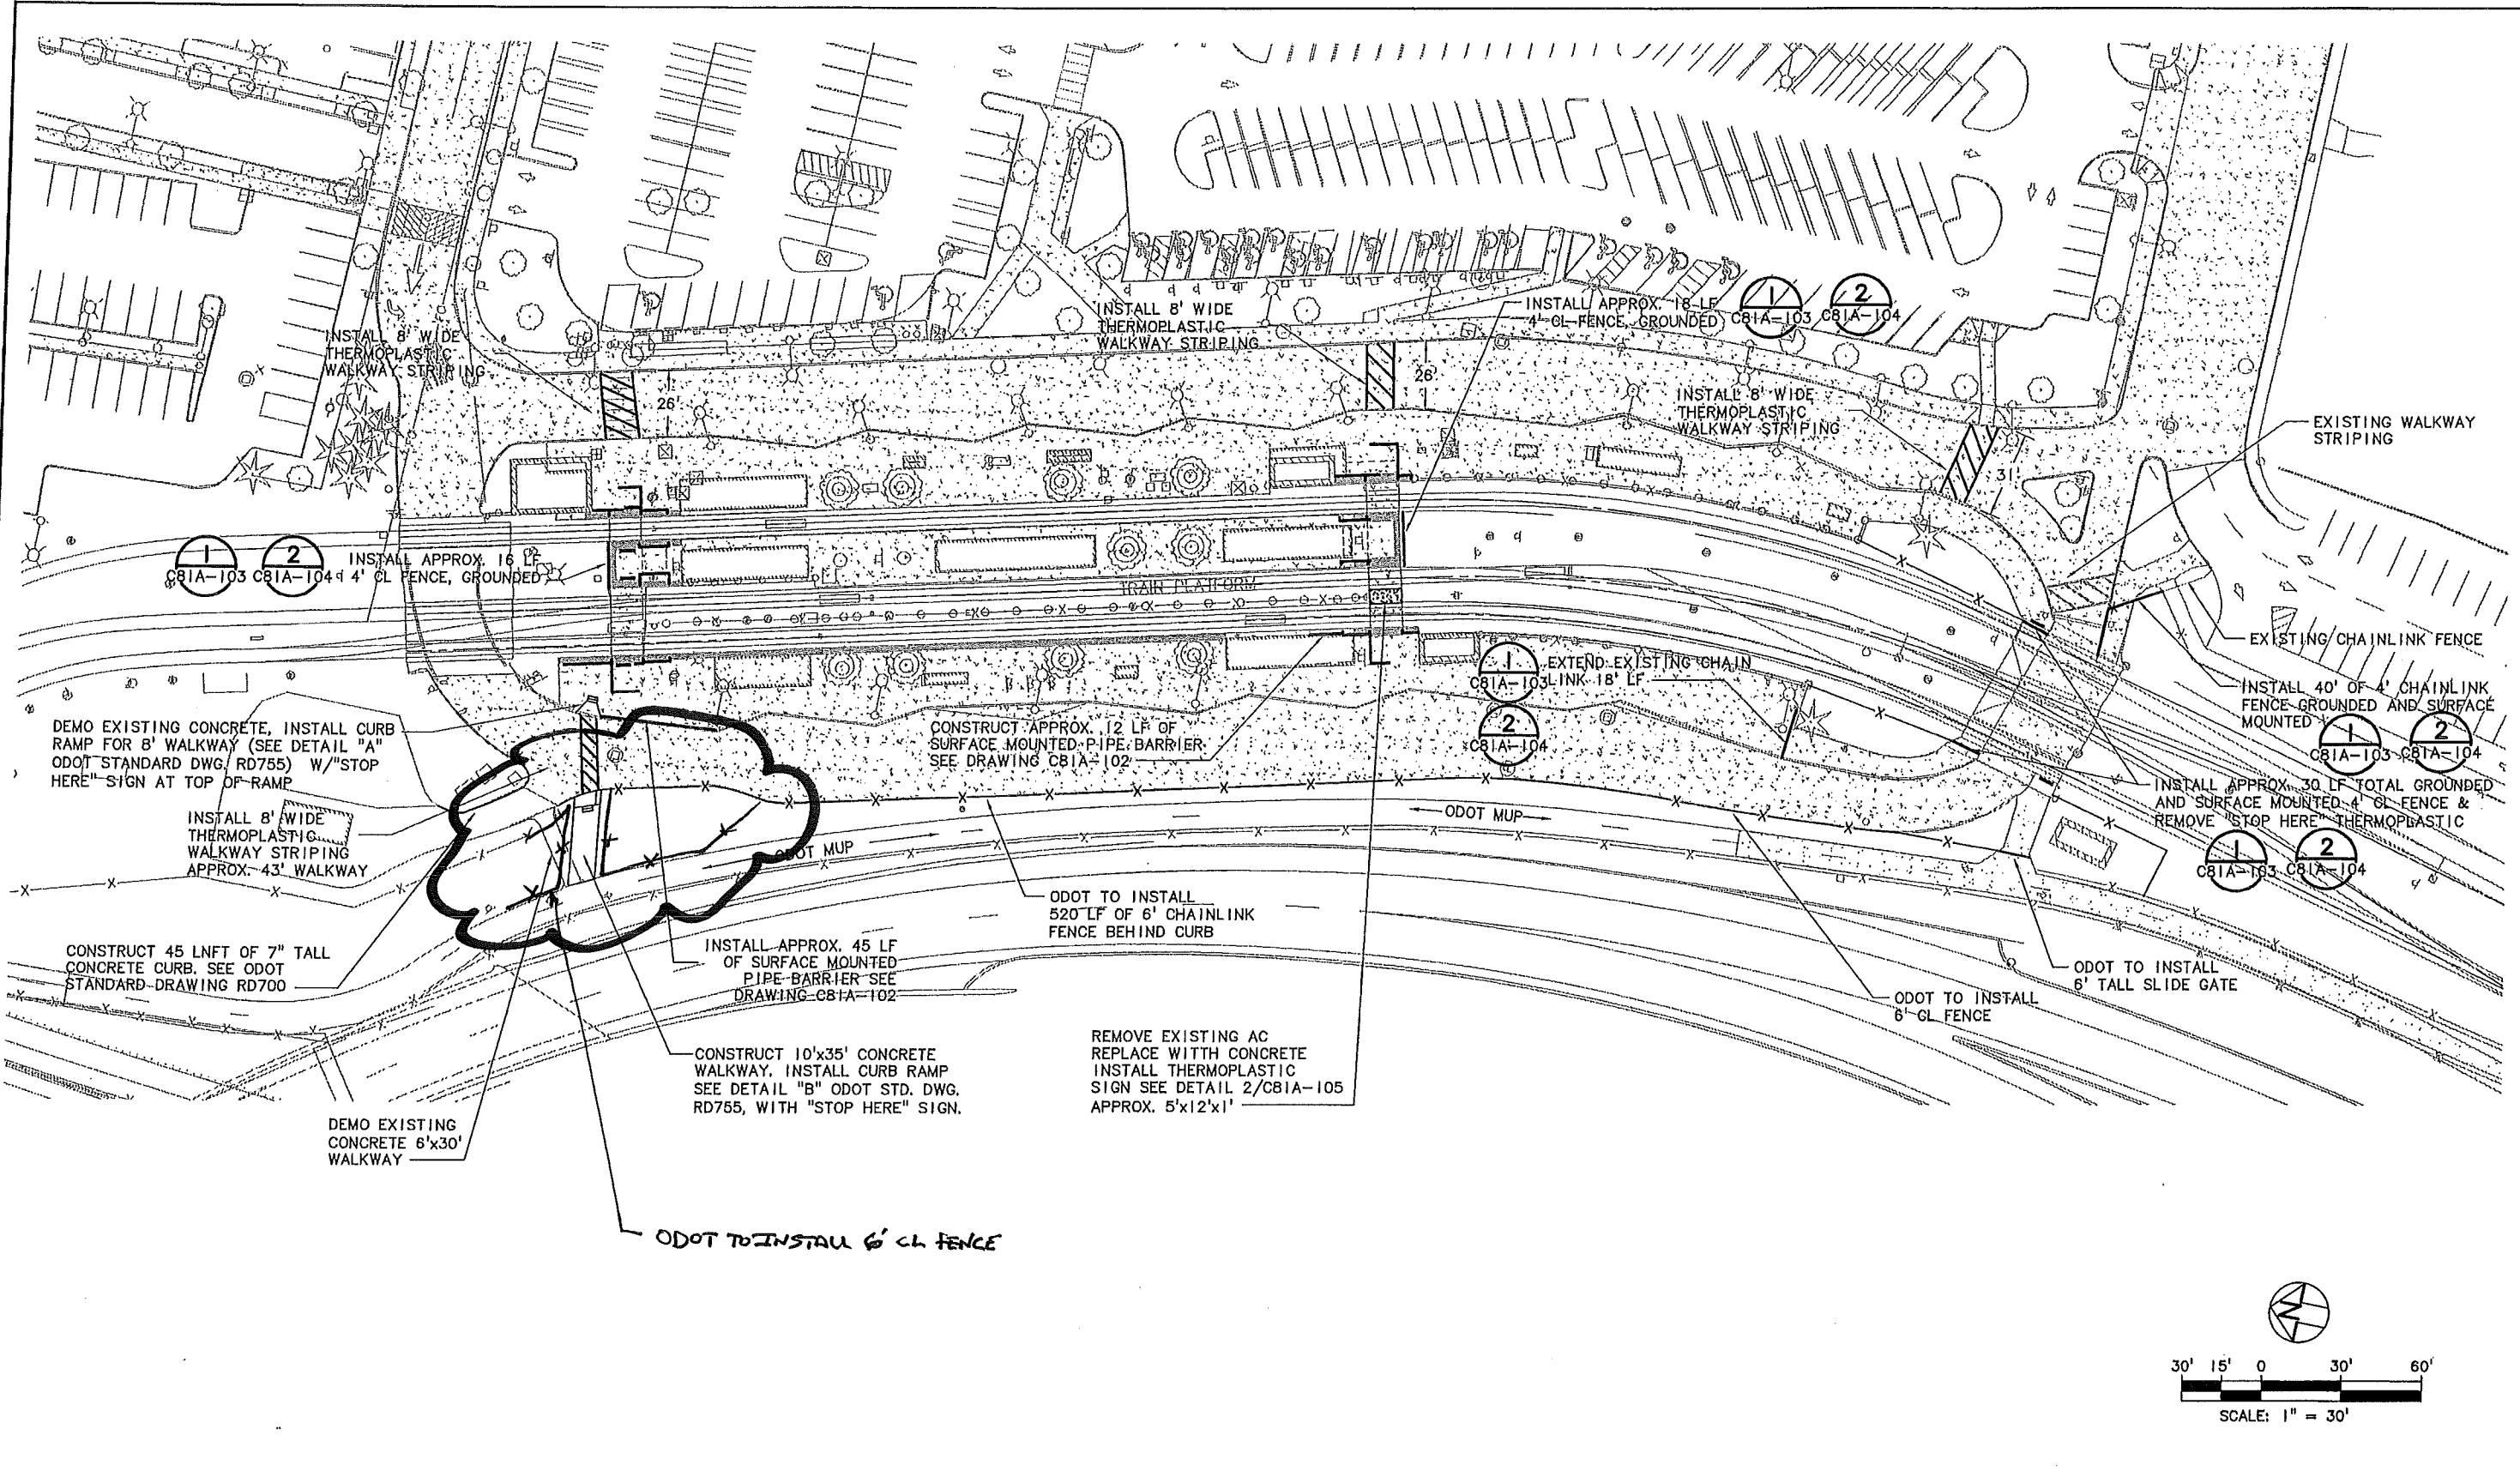 INSTALL 8' WIDE
THERMOPLASTIC
WALKWAY STRIPING
26'
INSTALL 8' WIDE
THERMOPLASTIC
WALKWAY STRIPING
26'
INSTALL APPROX. 18 LF
4' CL FENCE, GROUNDED
1
C81A-103
2
C81A-104
INSTALL 8' WIDE
THERMOPLASTIC
WALKWAY STRIPING
31'
EXISTING WALKWAY
STRIPING
1
C81A-103
2
C81A-104
INSTALL APPROX. 16 LF
4' CL FENCE, GROUNDED
TRAIN PLATFORM
EXISTING CHAINLINK FENCE
1
C81A-103
2
C81A-104
EXTEND EXISTING CHAIN
LINK 18' LF
INSTALL 40' OF 4' CHAINLINK
FENCE GROUNDED AND SURFACE
MOUNTED
1
C81A-103
2
C81A-104
DEMO EXISTING CONCRETE, INSTALL CURB
RAMP FOR 8' WALKWAY (SEE DETAIL "A"
ODOT STANDARD DWG. RD755) W/"STOP
HERE" SIGN AT TOP OF RAMP
CONSTRUCT APPROX. 12 LF OF
SURFACE MOUNTED PIPE BARRIER
SEE DRAWING C81A-102
INSTALL APPROX. 30 LF TOTAL GROUNDED
AND SURFACE MOUNTED 4' CL FENCE &
REMOVE "STOP HERE" THERMOPLASTIC
1
C81A-103
2
C81A-104
INSTALL 8' WIDE
THERMOPLASTIC
WALKWAY STRIPING
APPROX. 43' WALKWAY
ODOT MUP
ODOT MUP
ODOT TO INSTALL
520 LF OF 6' CHAINLINK
FENCE BEHIND CURB
CONSTRUCT 45 LNFT OF 7" TALL
CONCRETE CURB. SEE ODOT
STANDARD DRAWING RD700
INSTALL APPROX. 45 LF
OF SURFACE MOUNTED
PIPE BARRIER SEE
DRAWING C81A-102
ODOT TO INSTALL
6' TALL SLIDE GATE
ODOT TO INSTALL
6' CL FENCE
CONSTRUCT 10'x35' CONCRETE
WALKWAY. INSTALL CURB RAMP
SEE DETAIL "B" ODOT STD. DWG.
RD755, WITH "STOP HERE" SIGN.
REMOVE EXISTING AC
REPLACE WITTH CONCRETE
INSTALL THERMOPLASTIC
SIGN SEE DETAIL 2/C81A-105
APPROX. 5'x12'x1'
DEMO EXISTING
CONCRETE 6'x30'
WALKWAY
ODOT TO INSTALL 6' CL FENCE
N
30' 15' 0 30' 60'
SCALE: 1" = 30'